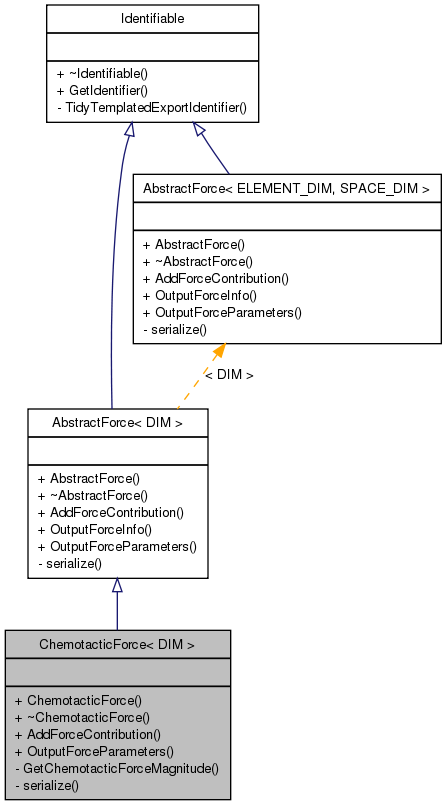 Identifiable
+ ~Identifiable()
+ GetIdentifier()
- TidyTemplatedExportIdentifier()
AbstractForce< ELEMENT_DIM, SPACE_DIM >
+ AbstractForce()
+ ~AbstractForce()
+ AddForceContribution()
+ OutputForceInfo()
+ OutputForceParameters()
- serialize()
< DIM >
AbstractForce< DIM >
+ AbstractForce()
+ ~AbstractForce()
+ AddForceContribution()
+ OutputForceInfo()
+ OutputForceParameters()
- serialize()
ChemotacticForce< DIM >
+ ChemotacticForce()
+ ~ChemotacticForce()
+ AddForceContribution()
+ OutputForceParameters()
- GetChemotacticForceMagnitude()
- serialize()